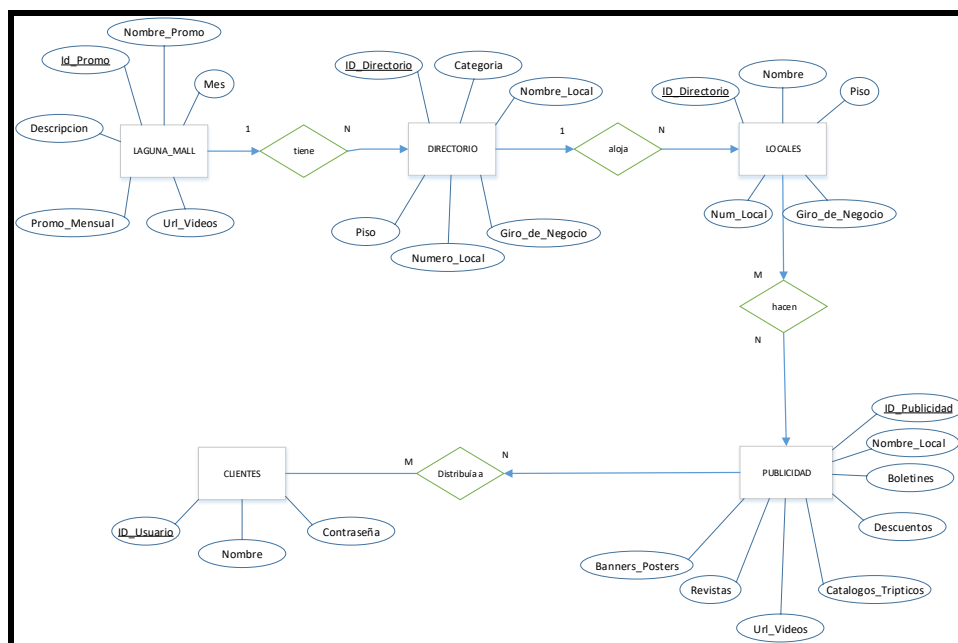 Nombre_Promo
Id_Promo
Mes
Descripcion
LAGUNA_MALL
Promo_Mensual
Url_Videos
1
tiene
N
ID_Directorio
Categoria
Nombre_Local
DIRECTORIO
Piso
Numero_Local
Giro_de_Negocio
1
aloja
N
ID_Directorio
Nombre
Piso
LOCALES
Num_Local
Giro_de_Negocio
M
hacen
N
ID_Publicidad
Nombre_Local
Boletines
PUBLICIDAD
Descuentos
Banners_Posters
Revistas
Url_Videos
Catalogos_Tripticos
N
Distribuía a
M
CLIENTES
ID_Usuario
Nombre
Contraseña